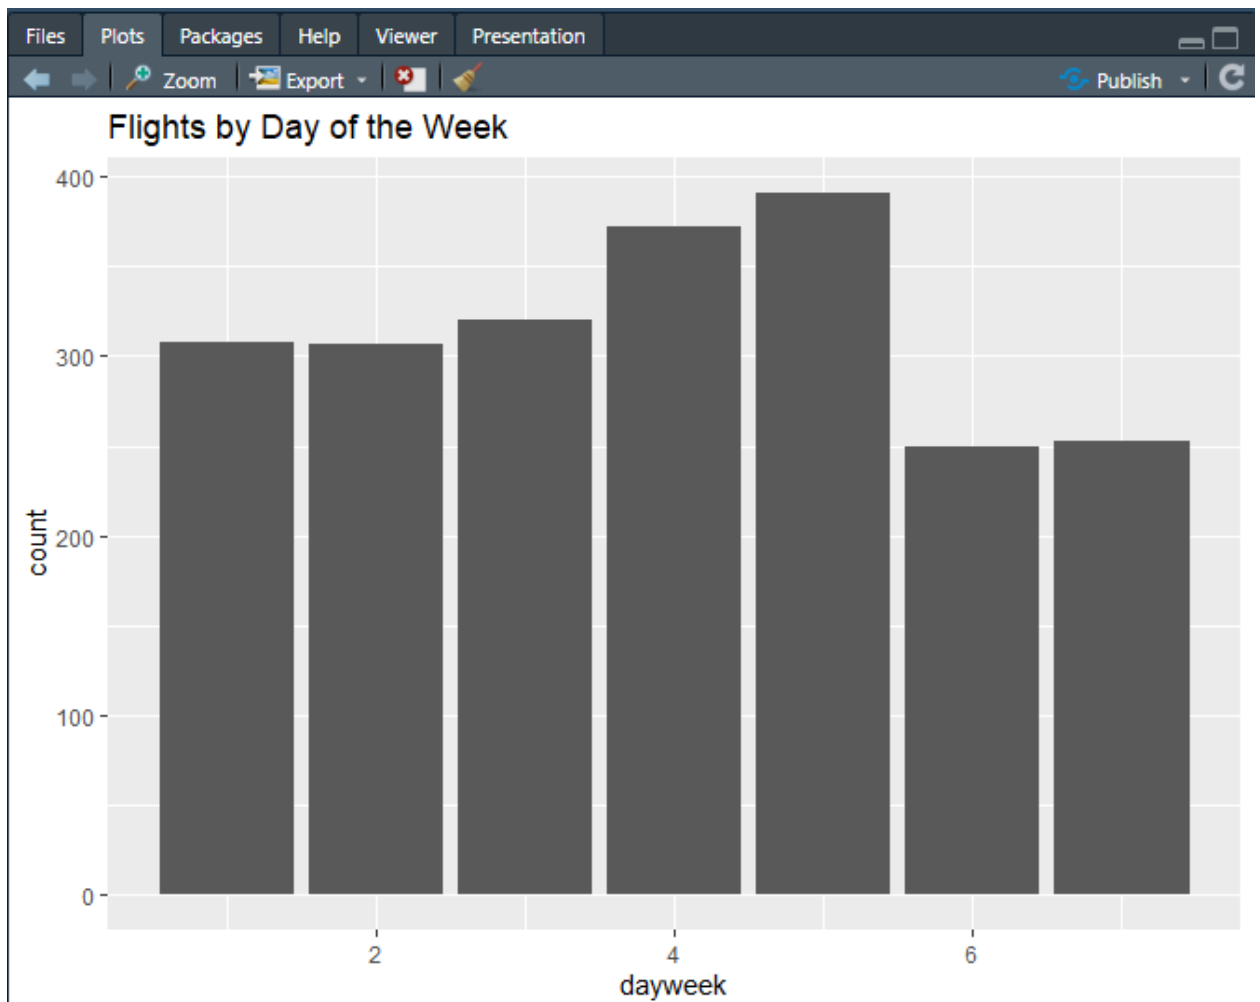 Files Plots Packages Help Viewer Presentation
Zoom Export Publish
Flights by Day of the Week
400
300
200
100
0
count
2 4 6
dayweek